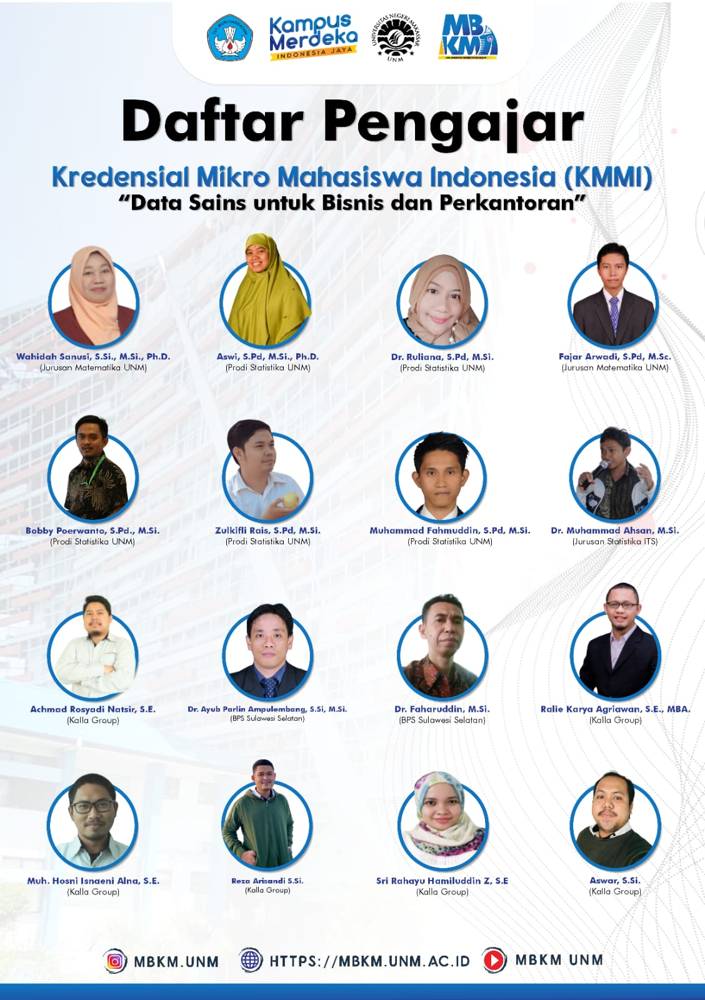 TUT WURI HANDAYANI
Kampus
Merdeka
INDONESIA JAYA
UNIVERSITAS NEGERI MAKASSAR
UNM
MB
KM
Daftar Pengajar
Kredensial Mikro Mahasiswa Indonesia (KMMI)
“Data Sains untuk Bisnis dan Perkantoran”
Wahidah Sanusi, S.Si., M.Si., Ph.D.
(Jurusan Matematika UNM)
Aswi, S.Pd, M.Si., Ph.D.
(Prodi Statistika UNM)
Dr. Ruliana, S.Pd, M.Si.
(Prodi Statistika UNM)
Fajar Arwadi, S.Pd, M.Sc.
(Jurusan Matematika UNM)
Bobby Poerwanto, S.Pd., M.Si.
(Prodi Statistika UNM)
Zulkifli Rais, S.Pd, M.Si.
(Prodi Statistika UNM)
Muhammad Fahmuddin, S.Pd, M.Si.
(Prodi Statistika UNM)
Dr. Muhammad Ahsan, M.Si.
(Jurusan Statistika ITS)
Achmad Rosyadi Natsir, S.E.
(Kalla Group)
Dr. Ayub Parlin Ampulembang, S.Si, M.Si.
(BPS Sulawesi Selatan)
Dr. Faharuddin, M.Si.
(BPS Sulawesi Selatan)
Ralie Karya Agriawan, S.E., MBA.
(Kalla Group)
Muh. Hosni Isnaeni Alna, S.E.
(Kalla Group)
Reza Arisandi S.Si.
(Kalla Group)
Sri Rahayu Hamiluddin Z, S.E
(Kalla Group)
Aswar, S.Si.
(Kalla Group)
MBKM.UNM
HTTPS://MBKM.UNM.AC.ID
MBKM UNM